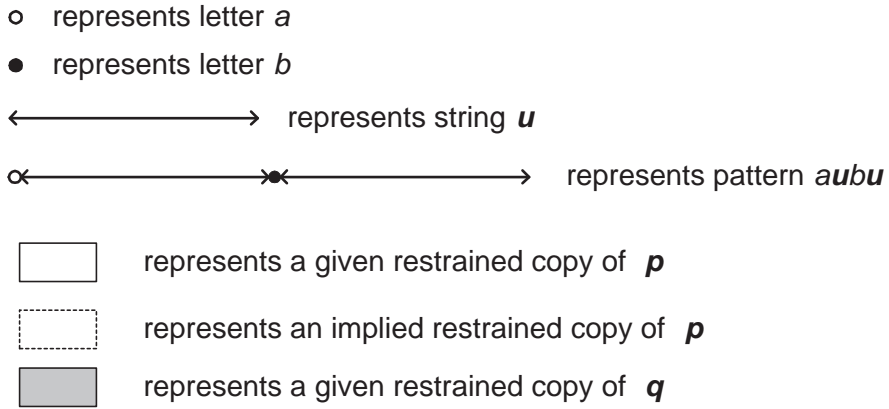 represents letter a
represents letter b
represents string u
represents pattern aubu
represents a given restrained copy of p
represents an implied restrained copy of p
represents a given restrained copy of q